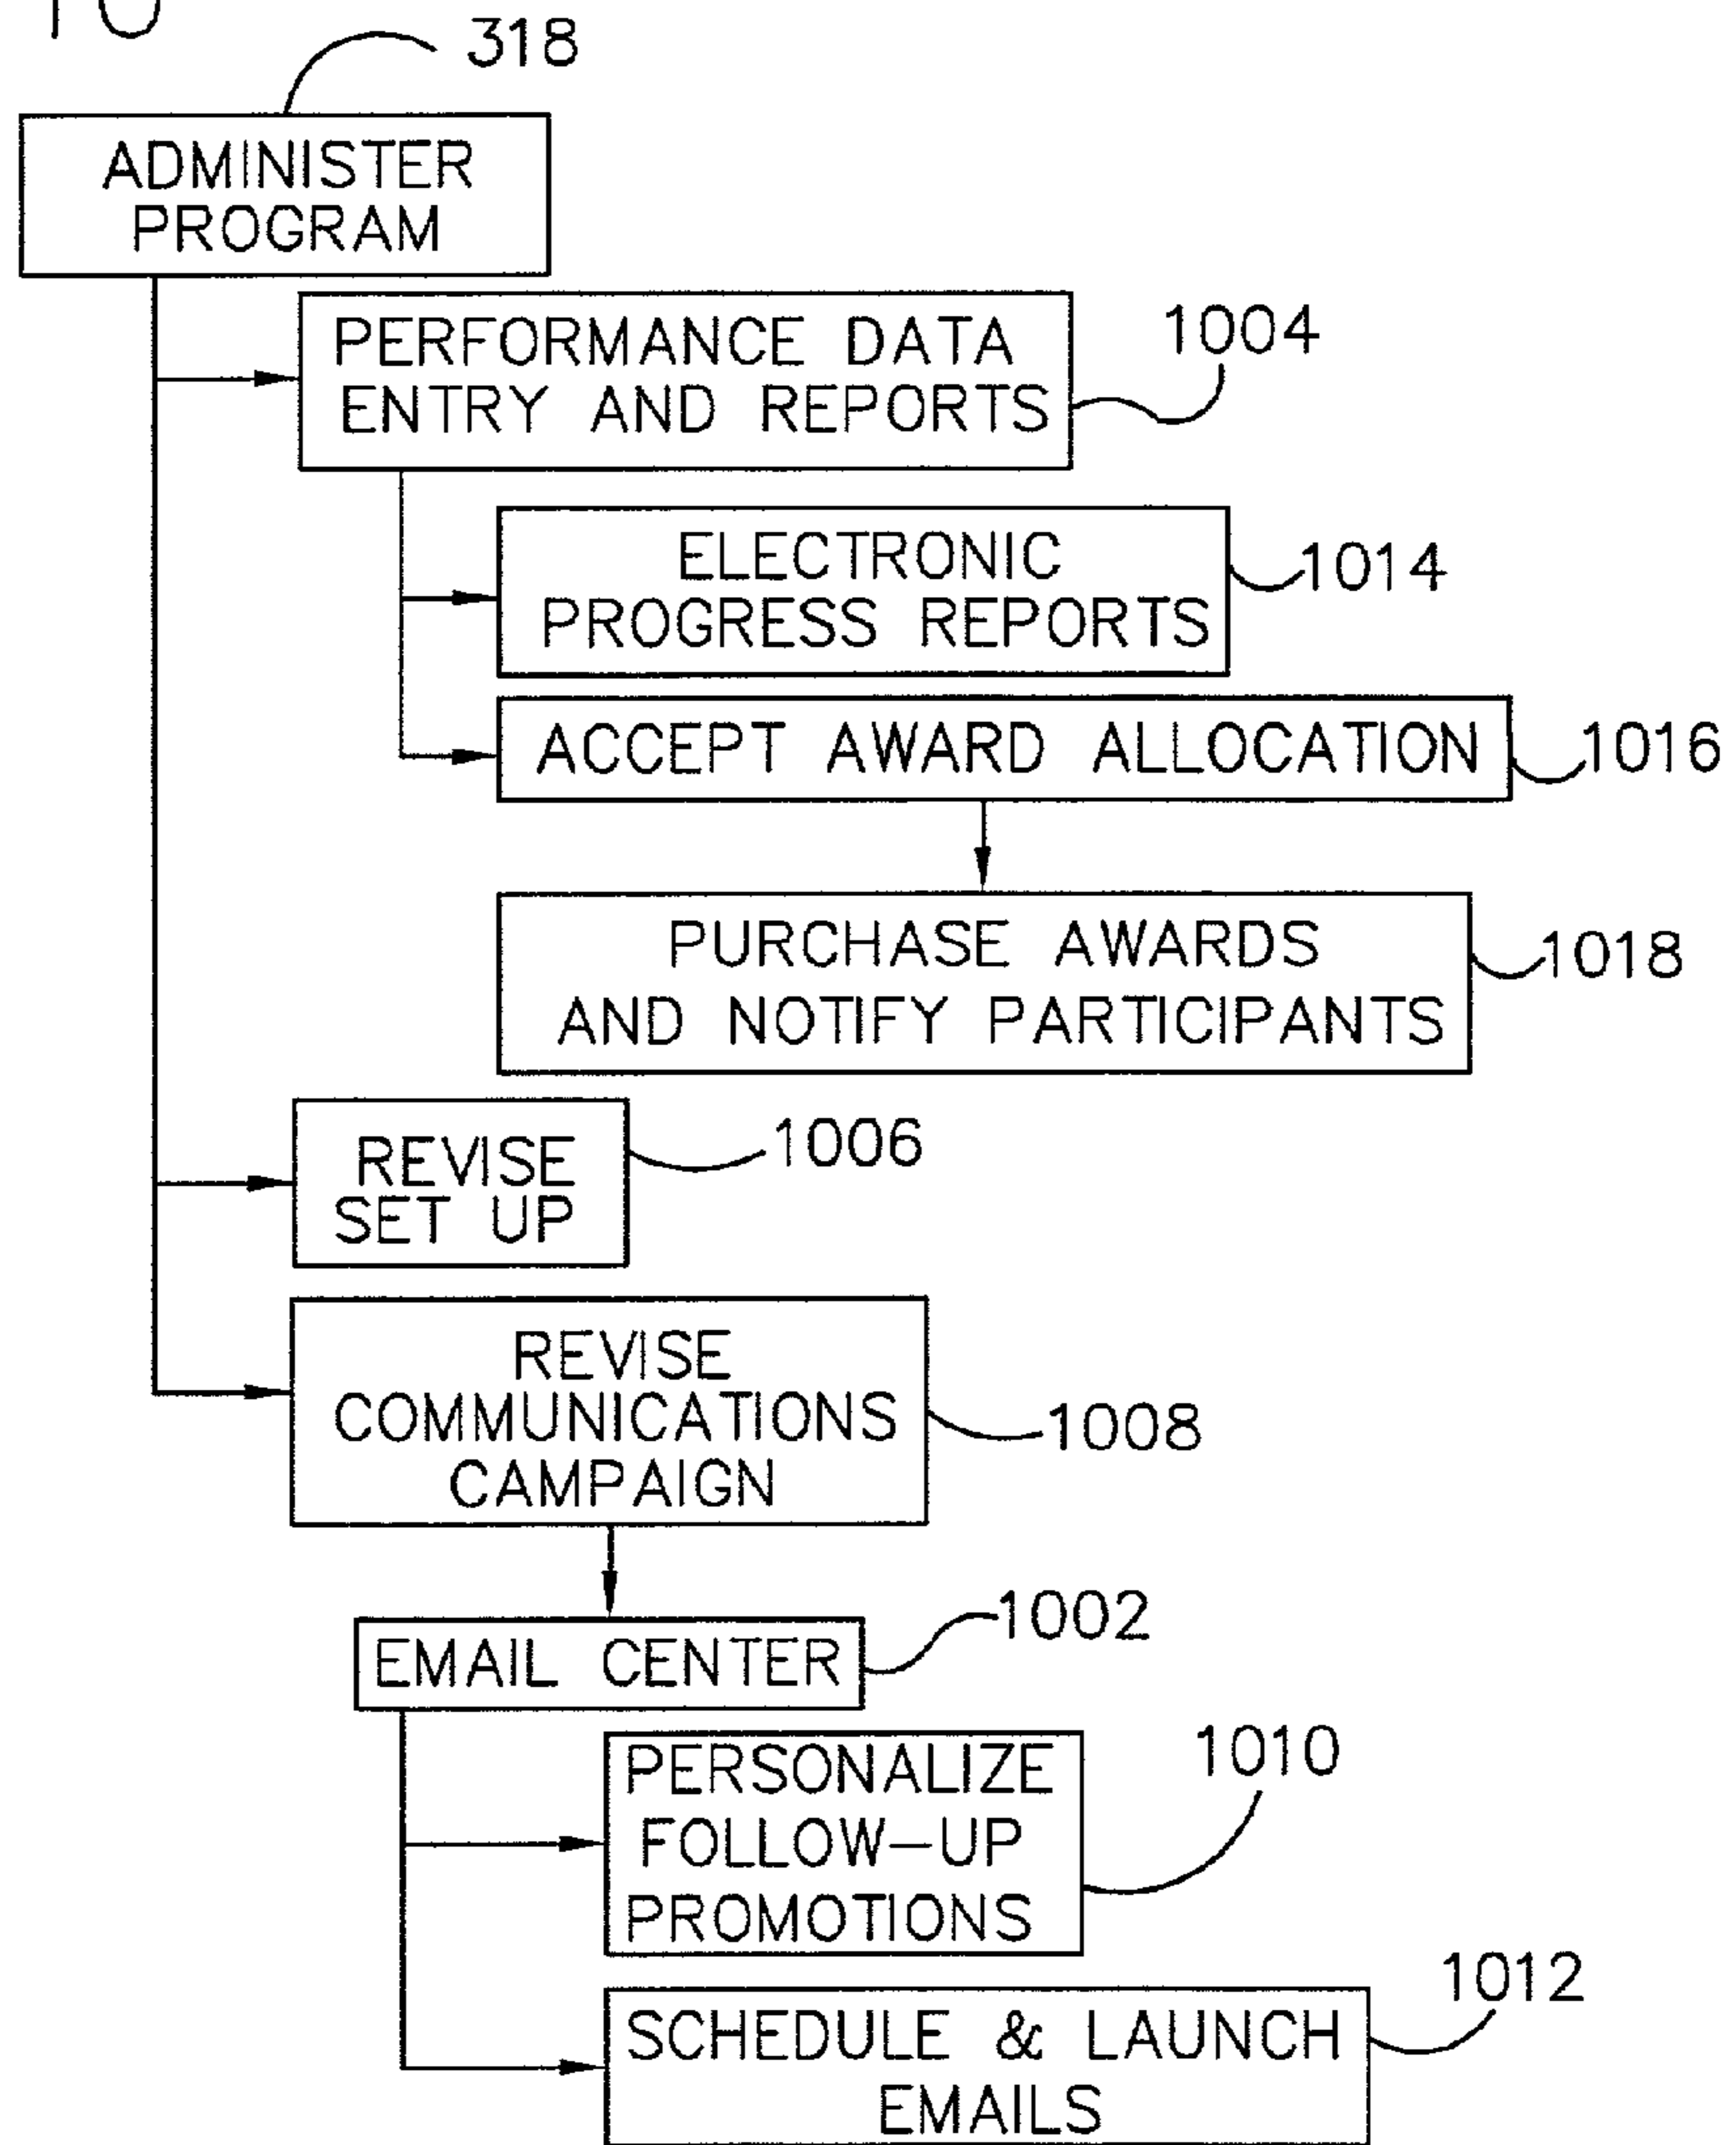 10
318
ADMINISTER
PROGRAM
PERFORMANCE DATA
ENTRY AND REPORTS
1004
ELECTRONIC
PROGRESS REPORTS
1014
ACCEPT AWARD ALLOCATION
1016
PURCHASE AWARDS
AND NOTIFY PARTICIPANTS
1018
REVISE
SET UP
1006
REVISE
COMMUNICATIONS
CAMPAIGN
1008
EMAIL CENTER
1002
PERSONALIZE
FOLLOW-UP
PROMOTIONS
1010
SCHEDULE & LAUNCH
EMAILS
1012